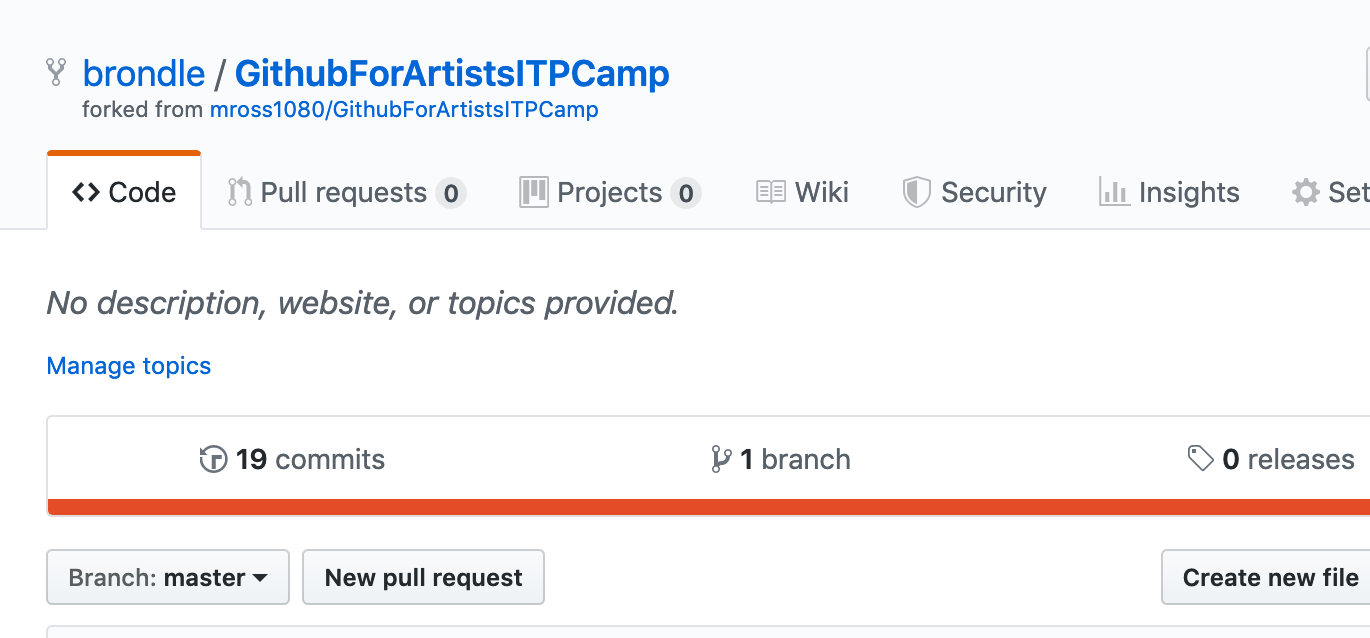 brondle / GithubForArtistsITPCamp
forked from mross1080/GithubForArtistsITPCamp
Code Pull requests 0 Projects 0 Wiki Security Insights Set
No description, website, or topics provided.
Manage topics
19 commits 1 branch 0 releases
Branch: master New pull request Create new file